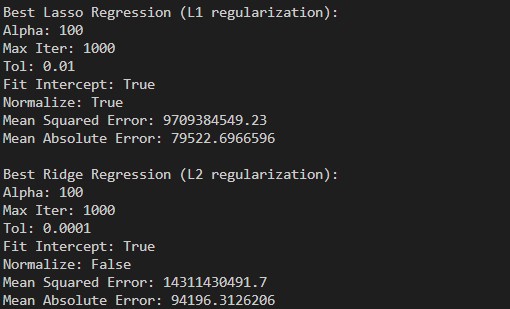 Best Lasso Regression (L1 regularization):
Alpha: 100
Max Iter: 1000
Tol: 0.01
Fit Intercept: True
Normalize: True
Mean Squared Error: 9709384549.23
Mean Absolute Error: 79522.6966596
Best Ridge Regression (L2 regularization):
Alpha: 100
Max Iter: 1000
Tol: 0.0001
Fit Intercept: True
Normalize: False
Mean Squared Error: 14311430491.7
Mean Absolute Error: 94196.3126206